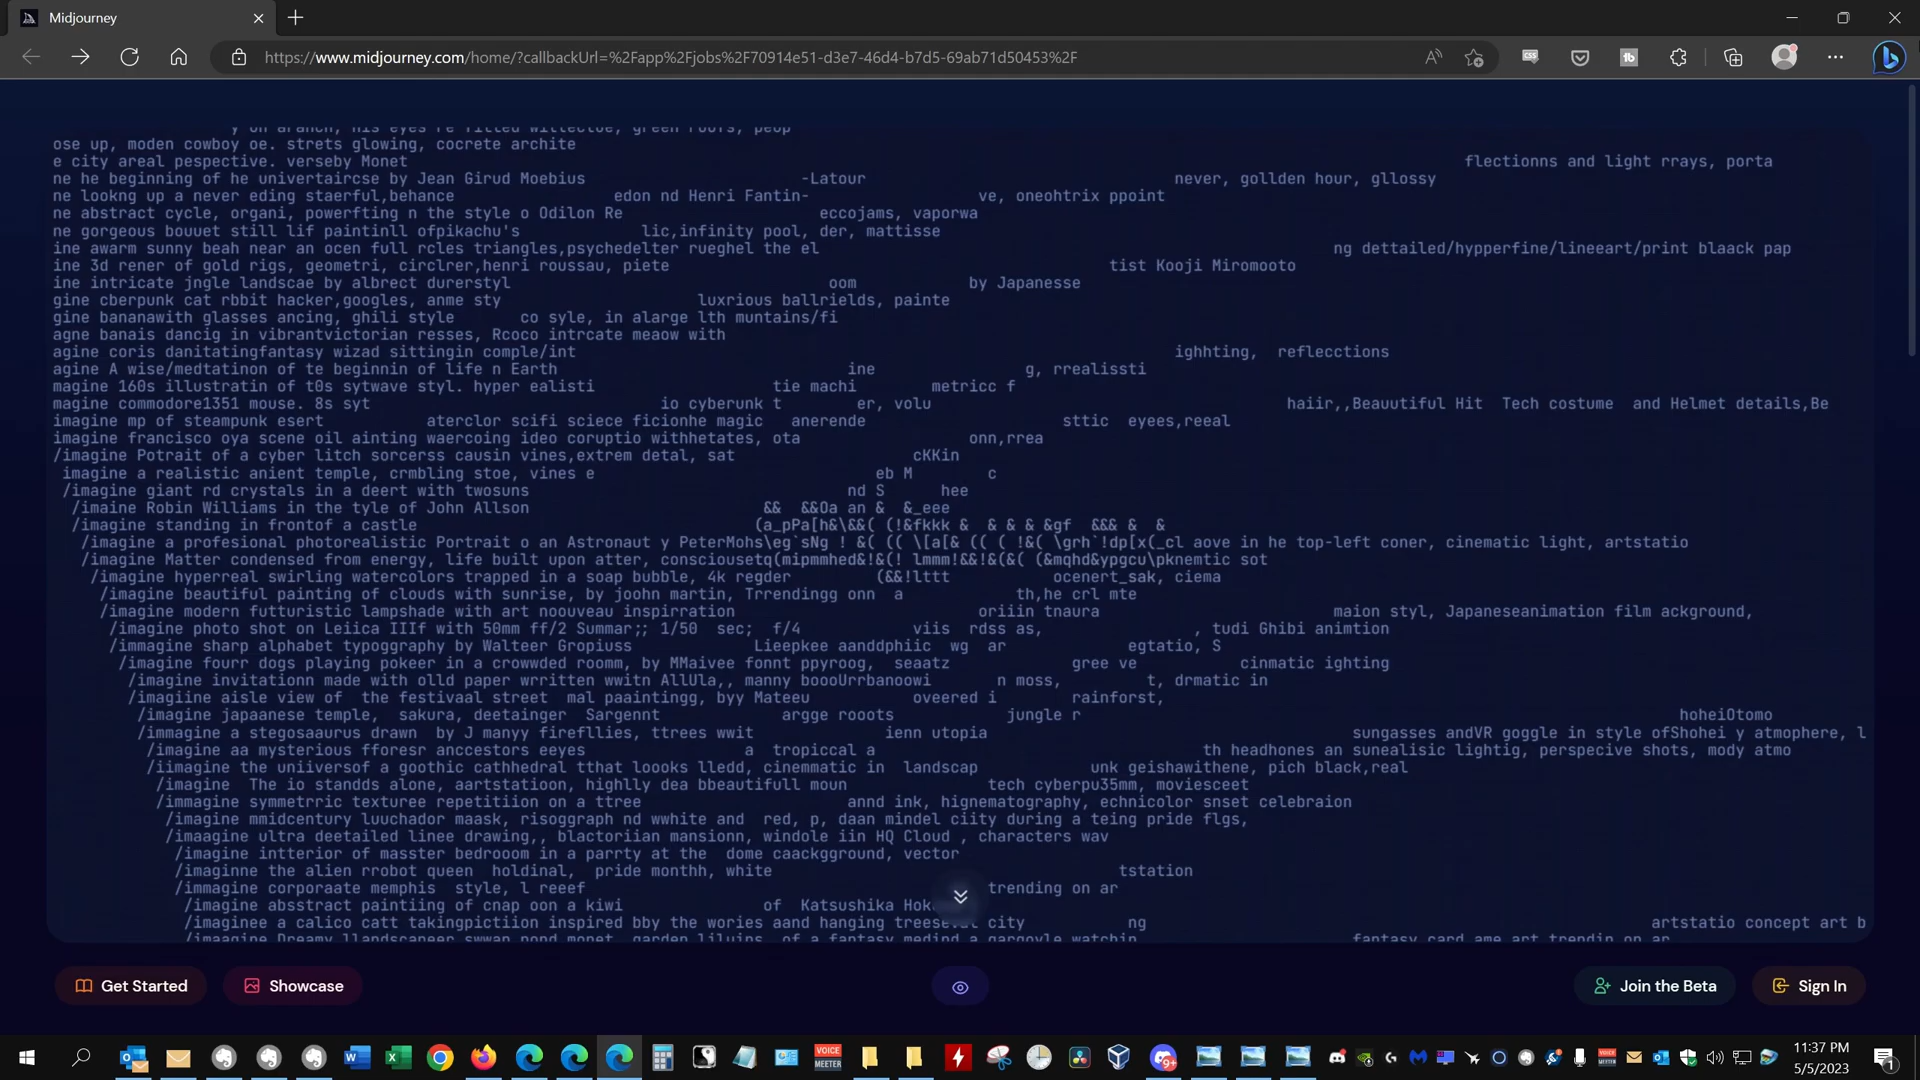 Midjourney
https://www.midjourney.com/home/?callbackUrl=%2Fapp%2Fjobs%2F70914e51-d3e7-46d4-b7d5-69ab71d50453%2F
ose up, moden cowboy oe. strets glowing, cocrete archite
e city areal pespective. verseby Monet flectionns and light rrays, porta
ne he beginning of he univertaircse by Jean Girud Moebius -Latour never, gollden hour, gllossy
ne lookng up a never eding staerful,behance edon nd Henri Fantin- ve, oneohtrix ppoint
ne abstract cycle, organi, powerfting n the style o Odilon Re eccojams, vaporwa
ne gorgeous bouuet still lif paintinll ofpikachu's lic,infinity pool, der, mattisse
ine awarm sunny beah near an ocen full rcles triangles,psychedelter rueghel the el ng dettailed/hypperfine/lineeart/print blaack pap
ine 3d rener of gold rigs, geometri, circlrer,henri roussau, piete tist Kooji Miromooto
ine intricate jngle landscae by albrect durerstyl oom by Japanesse
gine cberpunk cat rbbit hacker,googles, anme sty luxrious ballrields, painte
gine bananawith glasses ancing, ghili style co syle, in alarge lth muntains/fi
agne banais dancig in vibrantvictorian resses, Rcoco intrcate meaow with
agine coris danitatingfantasy wizad sittingin comple/int ighhting, reflecctions
agine A wise/medtatinon of te beginnin of life n Earth ine g, rrealissti
magine 160s illustratin of t0s sytwave styl. hyper ealisti tie machi metricc f
magine commodore1351 mouse. 8s syt io cyberunk t er, volu haiir,,Beauutiful Hit Tech costume and Helmet details,Be
imagine mp of steampunk esert aterclor scifi sciece ficionhe magic anerende sttic eyees,reeal
imagine francisco oya scene oil ainting waercoing ideo coruptio withhetates, ota onn,rrea
/imagine Potrait of a cyber litch sorcerss causin vines,extrem detal, sat cKKin
imagine a realistic anient temple, crmbling stoe, vines e eb M c
/imagine giant rd crystals in a deert with twosuns nd S hee
/imaine Robin Williams in the tyle of John Allson && &&Oa an & &_eee
/imagine standing in frontof a castle (a_pPa[h&\&&( (!&fkkk & & & & &gf &&& & &
/imagine a profesional photorealistic Portrait o an Astronaut y PeterMohs\eg`sNg ! &( (( \[a[& (( ( !&( \grh`!dp[x(_cl aove in he top-left coner, cinematic light, artstatio
/imagine Matter condensed from energy, life built upon atter, consciousetq(mipmmhed&!&(! lmmm!&&!&(&( (&mqhd&ypgcu\pknemtic sot
/imagine hyperreal swirling watercolors trapped in a soap bubble, 4k regder (&&!lttt ocenert_sak, ciema
/imagine beautiful painting of clouds with sunrise, by joohn martin, Trrendingg onn a th,he crl mte
/imagine modern futturistic lampshade with art noouveau inspirration oriiin tnaura maion styl, Japaneseanimation film ackground,
/imagine photo shot on Leiica IIIf with 50mm ff/2 Summar;; 1/50 sec; f/4 viis rdss as, , tudi Ghibi animtion
/immagine sharp alphabet typoggraphy by Walteer Gropiuss Lieepkee aanddphiic wg ar egtatio, S
/imagine fourr dogs playing pokeer in a crowwded roomm, by MMaivee fonnt ppyroog, seaatz gree ve cinmatic ighting
/imagine invitationn made with olld paper wrritten wwitn AllUla,, manny boooUrrbanoowi n moss, t, drmatic in
/imagiine aisle view of the festivaal street mal paaintingg, byy Mateeu oveered i rainforst,
/imagine japaanese temple, sakura, deetainger Sargennt argge rooots jungle r hoheiOtomo
/immagine a stegosaaurus drawn by J manyy firefllies, ttrees wwit ienn utopia sungasses andVR goggle in style ofShohei y atmophere, l
/imagine aa mysterious fforesr anccestors eeyes a tropiccal a th headhones an sunealisic lightig, perspecive shots, mody atmo
/iimagine the uniiversof a goothic cathhedral tthat loooks lledd, cinemmatic in landscap unk geishawithene, pich black,real
/imagine The io standds alone, aartstatioon, highlly dea bbeautifull moun tech cyberpu35mm, moviesceet
/immagine symmetrric texturee repetitiion on a ttree annd ink, hignematography, echnicolor snset celebraion
/imagine mmidcentury luuchador maask, risoggraph nd wwhite and red, p, daan mindel ciity during a teing pride flgs,
/imaagine ultra deetailed linee drawing,, blactoriian mansionn, windole iin HQ Cloud , characters wav
/imagine intterior of masster bedrooom in a parrty at the dome caackgground, vector
/imaginne the alien rrobot queen holdinal, pride monthh, white tstation
/immagine corporaate memphis style, l reeef trending on ar
/imagine absstract paintiing of cnap oon a kiwi of Katsushika Hok
/imaginee a calico catt takingpictiion inspired bby the wories aand hanging treeseval city ng artstatio concept art b
Get Started
Showcase
Join the Beta
Sign In
VOICE MEETER
11:37 PM
5/5/2023